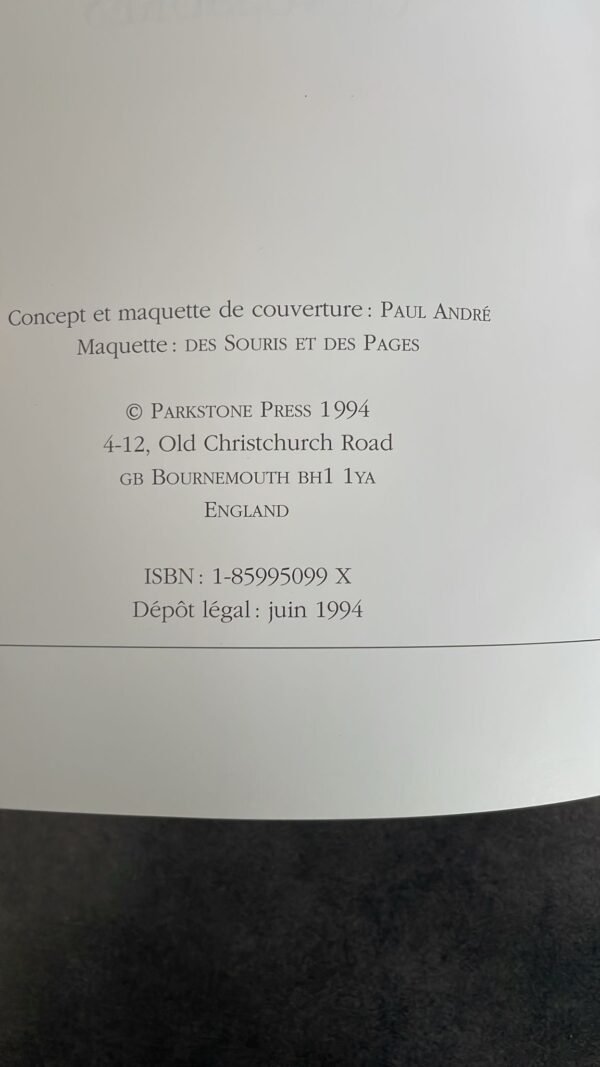 Concept et maquette de couverture : PAUL ANDRÉ
Maquette : DES SOURIS ET DES PAGES
© PARKSTONE PRESS 1994
4-12, Old Christchurch Road
GB BOURNEMOUTH BH1 1YA
ENGLAND
ISBN : 1-85995099 X
Dépôt légal : juin 1994